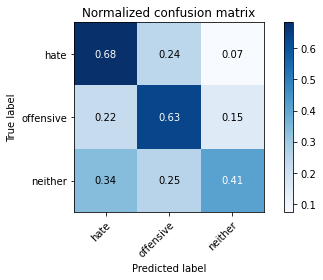 Normalized confusion matrix
True label
hate 0.68 0.24 0.07
offensive 0.22 0.63 0.15
neither 0.34 0.25 0.41
hate offensive neither
Predicted label
0.6
0.5
0.4
0.3
0.2
0.1